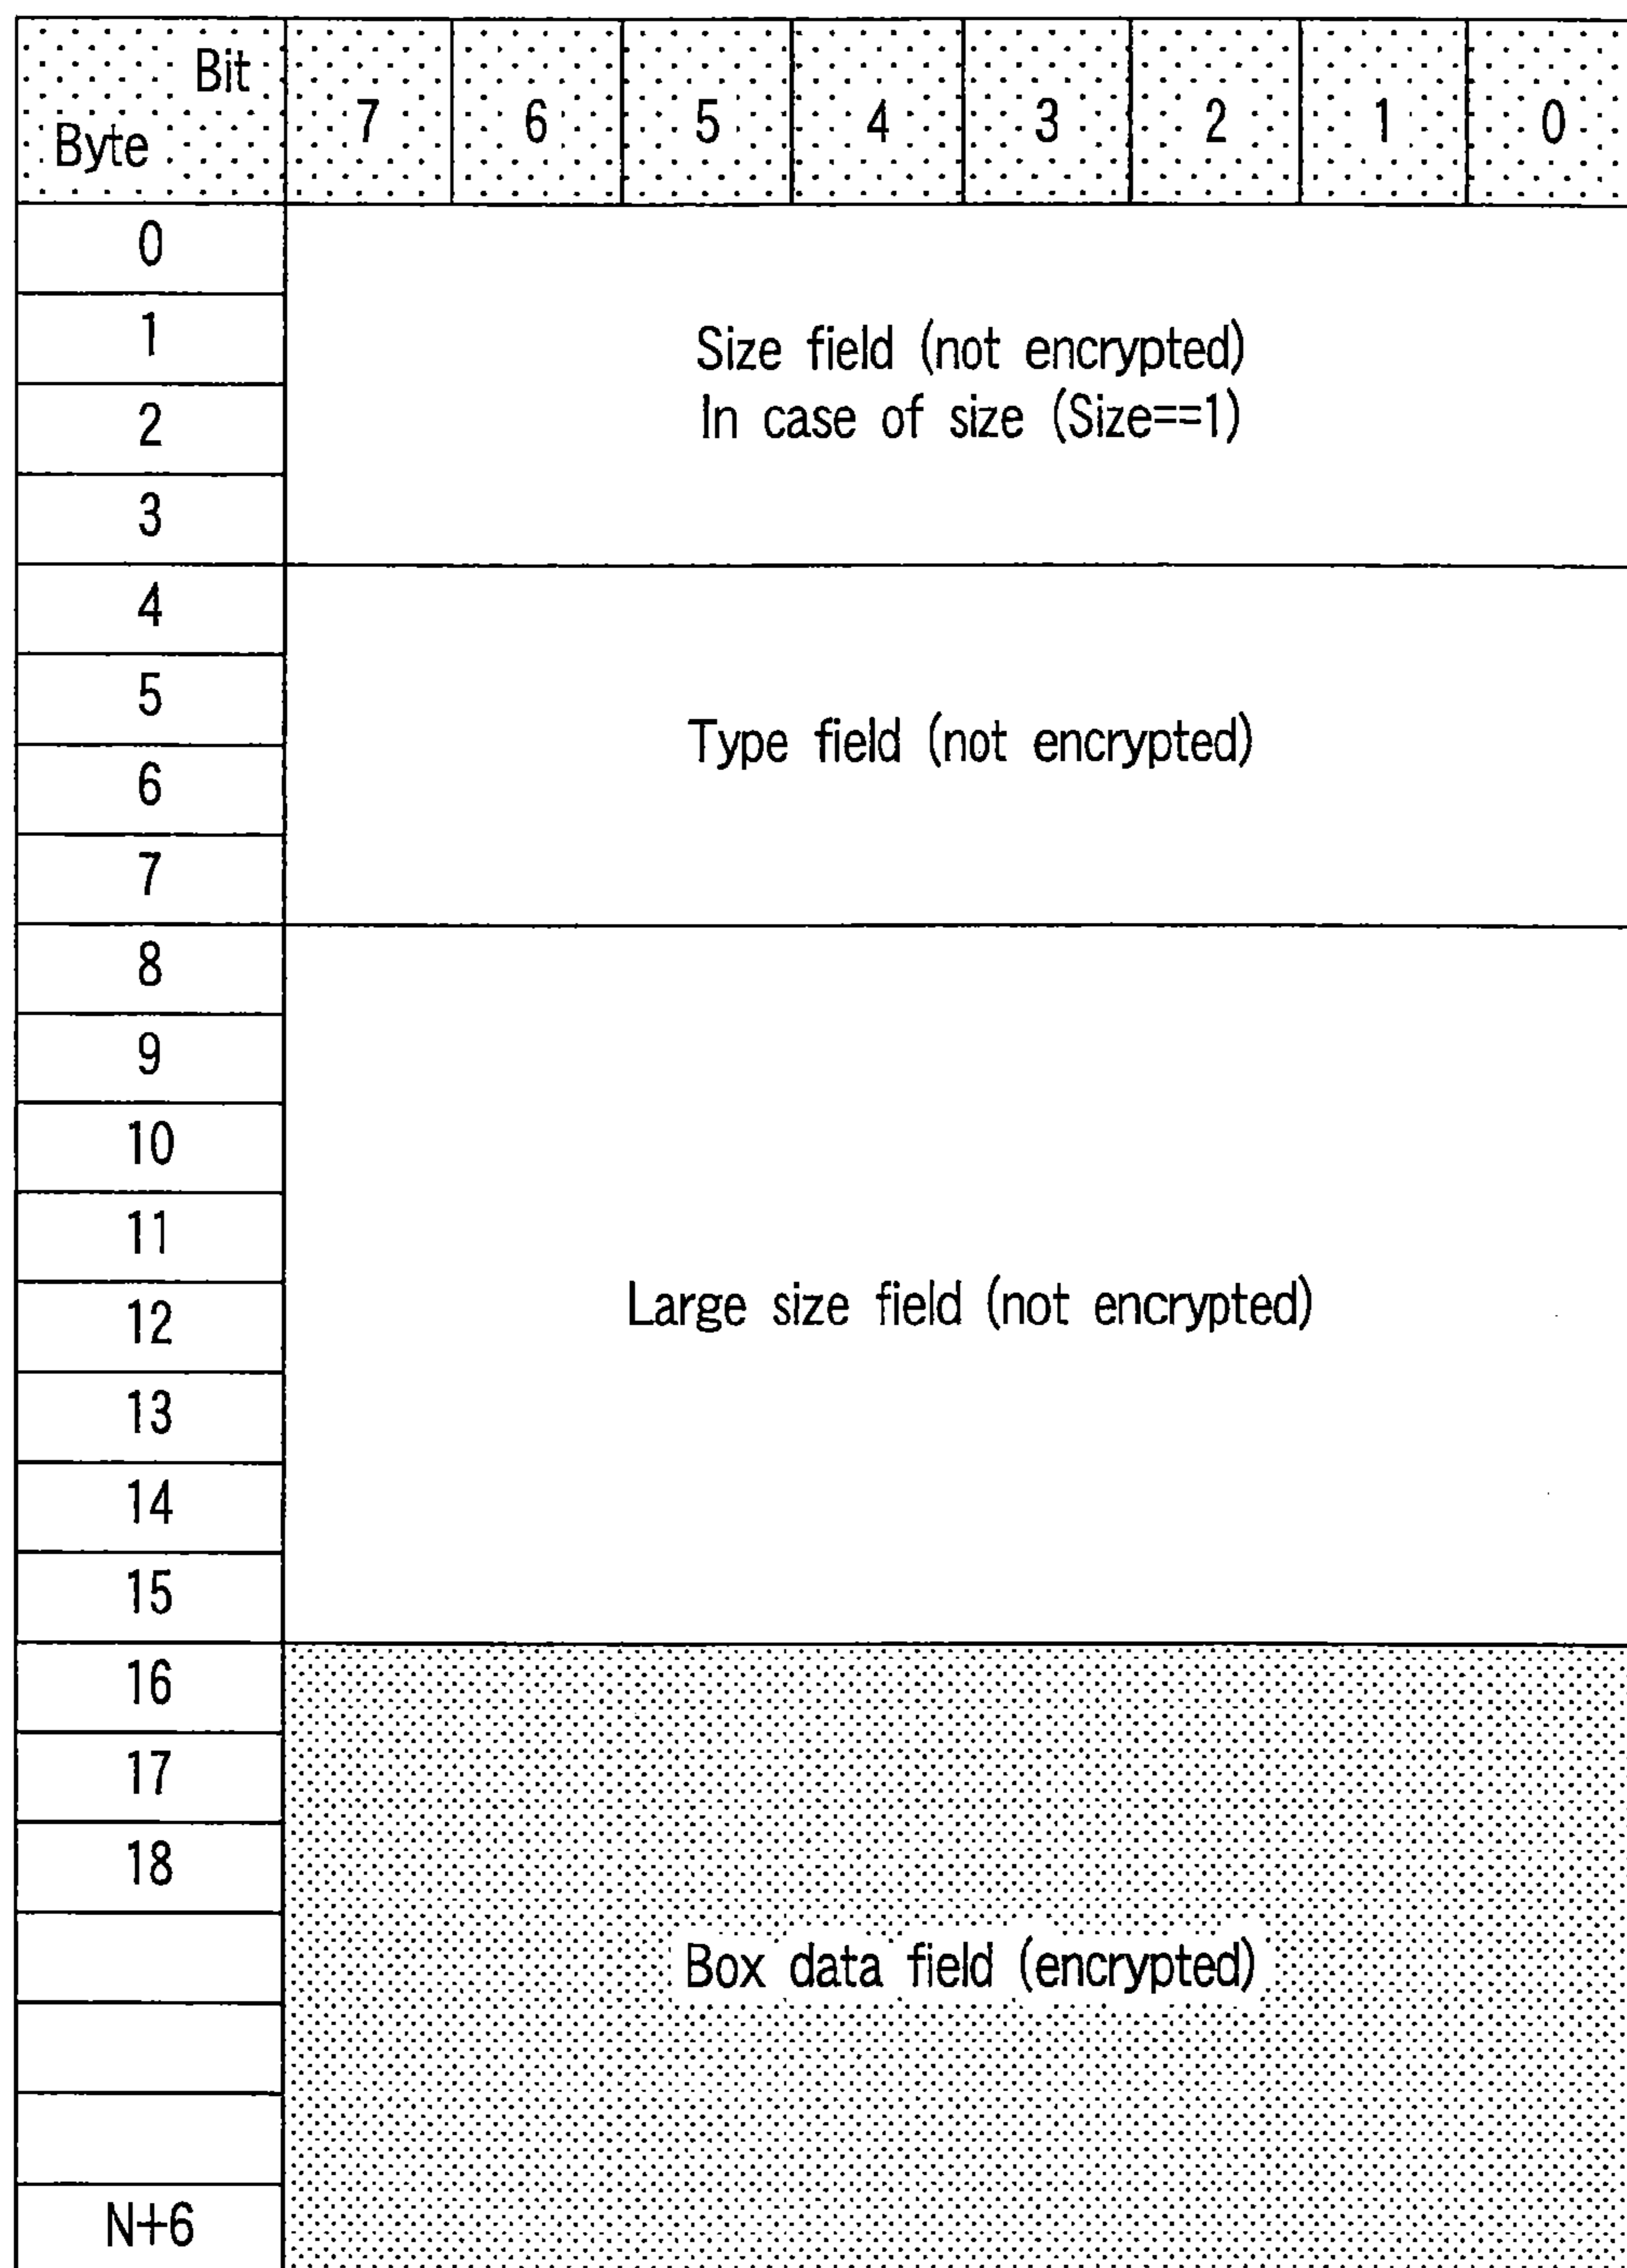 Bit
Byte 7 6 5 4 3 2 1 0
0
1
2
3
Size field (not encrypted)
In case of size (Size==1)
4
5
6
7
Type field (not encrypted)
8
9
10
11
12
13
14
15
Large size field (not encrypted)
16
17
18
N+6
Box data field (encrypted)